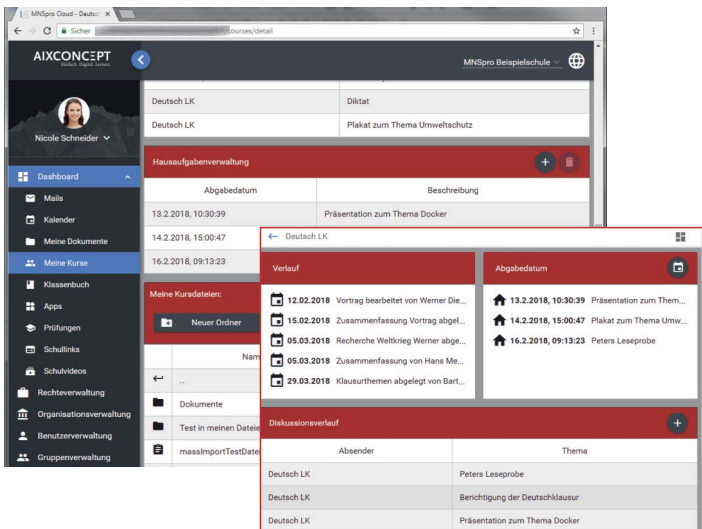 MNSpro Cloud - Deutsch
Sicher
/courses/detail
AIXCONCEPT
Einfach. Digital Lernen.
MNSpro Beispielschule
Nicole Schneider
Dashboard
Mails
Kalender
Meine Dokumente
Meine Kurse
Klassenbuch
Apps
Prüfungen
Schullinks
Schulvideos
Rechteverwaltung
Organisationsverwaltung
Benutzerverwaltung
Gruppenverwaltung
Deutsch LK Diktat
Deutsch LK Plakat zum Thema Umweltschutz
Hausaufgabenverwaltung
Abgabedatum Beschreibung
13.2.2018, 10:30:39 Präsentation zum Thema Docker
14.2.2018, 15:00:47
16.2.2018, 09:13:23
Meine Kursdateien:
Neuer Ordner
Nam
..
Dokumente
Test in meinen Dateie
massImportTestDatei
Deutsch LK
Verlauf
12.02.2018 Vortrag bearbeitet von Werner Die...
15.02.2018 Zusammenfassung Vortrag abgel...
05.03.2018 Recherche Weltkrieg Werner abge...
05.03.2018 Zusammenfassung von Hans Me...
29.03.2018 Klausurthemen abgelegt von Bart...
Abgabedatum
13.2.2018, 10:30:39 Präsentation zum Them...
14.2.2018, 15:00:47 Plakat zum Thema Umw...
16.2.2018, 09:13:23 Peters Leseprobe
Diskussionsverlauf
Absender Thema
Deutsch LK Peters Leseprobe
Deutsch LK Berichtigung der Deutschklausur
Deutsch LK Präsentation zum Thema Docker